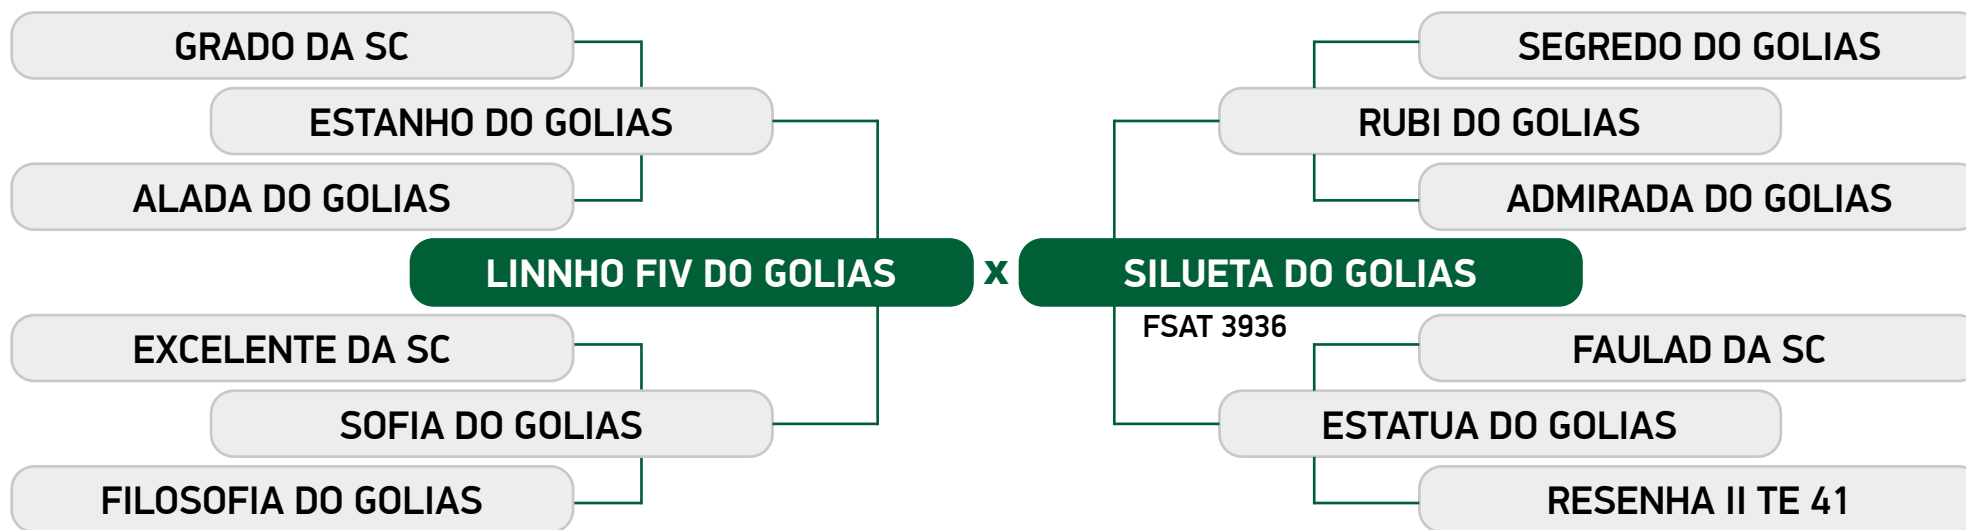 GRADO DA SC
SEGREDO DO GOLIAS
ESTANHO DO GOLIAS
RUBI DO GOLIAS
ALADA DO GOLIAS
ADMIRADA DO GOLIAS
LINNHO FIV DO GOLIAS x SILUETA DO GOLIAS
FSAT 3936
EXCELENTE DA SC
FAULAD DA SC
SOFIA DO GOLIAS
ESTATUA DO GOLIAS
FILOSOFIA DO GOLIAS
RESENHA II TE 41